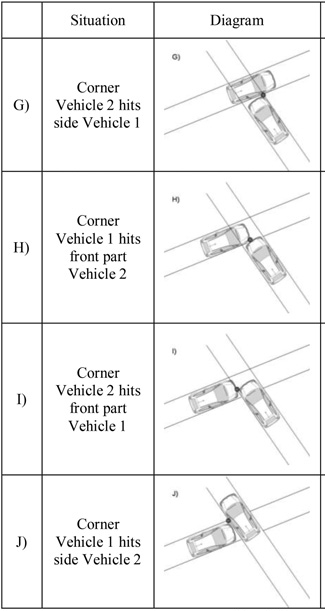 Situation Diagram
G) Corner
Vehicle 2 hits
side Vehicle 1
G)
H) Corner
Vehicle 1 hits
front part
Vehicle 2
H)
I) Corner
Vehicle 2 hits
front part
Vehicle 1
I)
J) Corner
Vehicle 1 hits
side Vehicle 2
J)